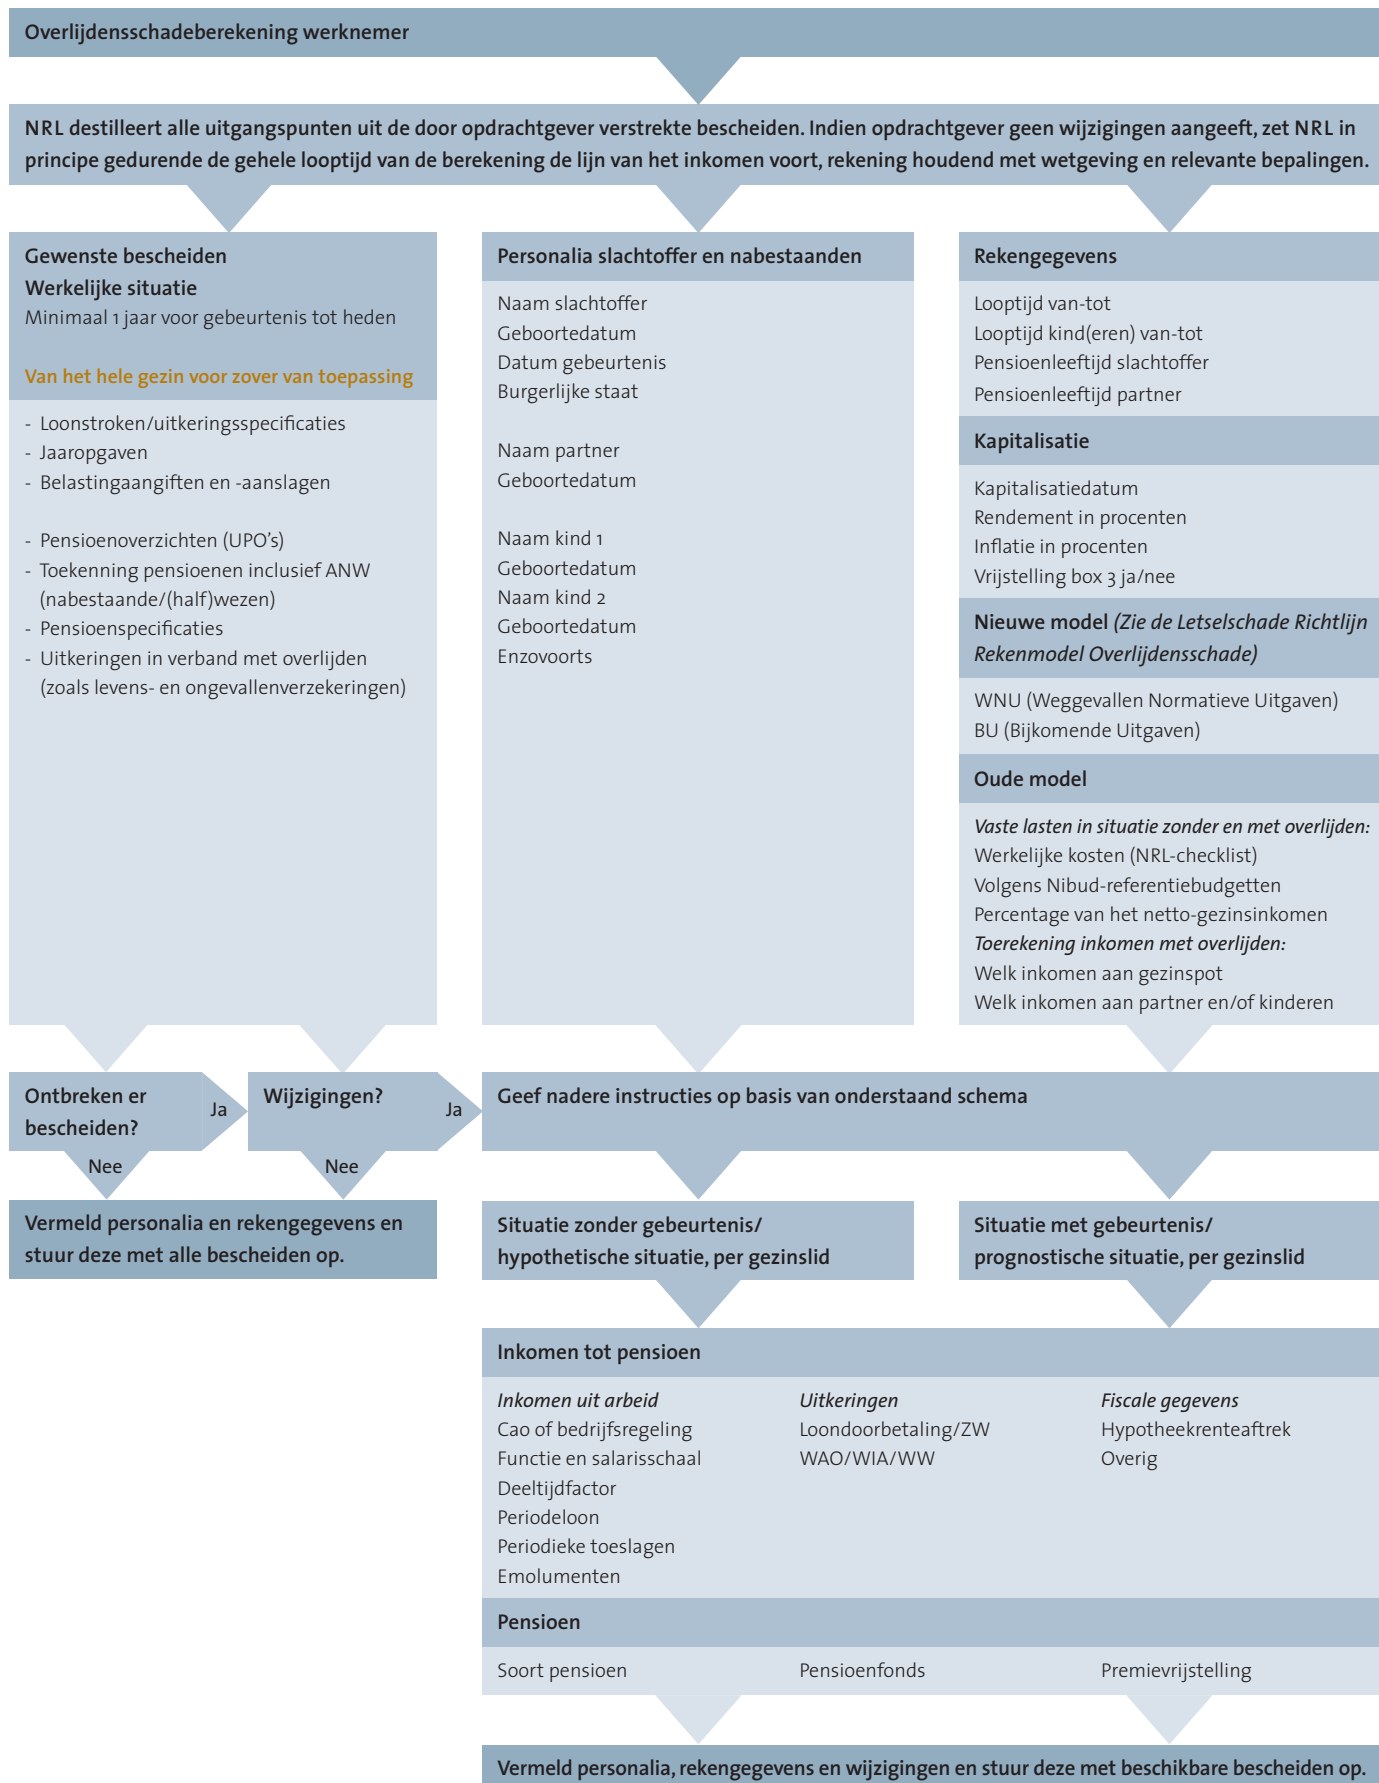 Overlijdensschadeberekening werknemer
NRL destilleert alle uitgangspunten uit de door opdrachtgever verstrekte bescheiden. Indien opdrachtgever geen wijzigingen aangeeft, zet NRL in
principe gedurende de gehele looptijd van de berekening de lijn van het inkomen voort, rekening houdend met wetgeving en relevante bepalingen.
Gewenste bescheiden
Werkelijke situatie
Minimaal 1 jaar voor gebeurtenis tot heden
Van het hele gezin voor zover van toepassing
- Loonstroken/uitkeringsspecificaties
- Jaaropgaven
- Belastingaangiften en -aanslagen
- Pensioenoverzichten (UPO's)
- Toekenning pensioenen inclusief ANW
(nabestaande/(half)wezen)
- Pensioenspecificaties
- Uitkeringen in verband met overlijden
(zoals levens- en ongevallenverzekeringen)
Personalia slachtoffer en nabestaanden
Naam slachtoffer
Geboortedatum
Datum gebeurtenis
Burgerlijke staat
Naam partner
Geboortedatum
Naam kind 1
Geboortedatum
Naam kind 2
Geboortedatum
Enzovoorts
Rekengegevens
Looptijd van-tot
Looptijd kind(eren) van-tot
Pensioenleeftijd slachtoffer
Pensioenleeftijd partner
Kapitalisatie
Kapitalisatiedatum
Rendement in procenten
Inflatie in procenten
Vrijstelling box 3 ja/nee
Nieuwe model (Zie de Letselschade Richtlijn
Rekenmodel Overlijdensschade)
WNU (Weggevallen Normatieve Uitgaven)
BU (Bijkomende Uitgaven)
Oude model
Vaste lasten in situatie zonder en met overlijden:
Werkelijke kosten (NRL-checklist)
Volgens Nibud-referentiebudgetten
Percentage van het netto-gezinsinkomen
Toerekening inkomen met overlijden:
Welk inkomen aan gezinspot
Welk inkomen aan partner en/of kinderen
Ontbreken er
bescheiden?
Ja
Nee
Wijzigingen?
Ja
Nee
Geef nadere instructies op basis van onderstaand schema
Vermeld personalia en rekengegevens en
stuur deze met alle bescheiden op.
Situatie zonder gebeurtenis/
hypothetische situatie, per gezinslid
Situatie met gebeurtenis/
prognostische situatie, per gezinslid
Inkomen tot pensioen
Inkomen uit arbeid
Cao of bedrijfsregeling
Functie en salarisschaal
Deeltijdfactor
Periodeloon
Periodieke toeslagen
Emolumenten
Uitkeringen
Loondoorbetaling/ZW
WAO/WIA/WW
Fiscale gegevens
Hypotheekrenteaftrek
Overig
Pensioen
Soort pensioen
Pensioenfonds
Premievrijstelling
Vermeld personalia, rekengegevens en wijzigingen en stuur deze met beschikbare bescheiden op.